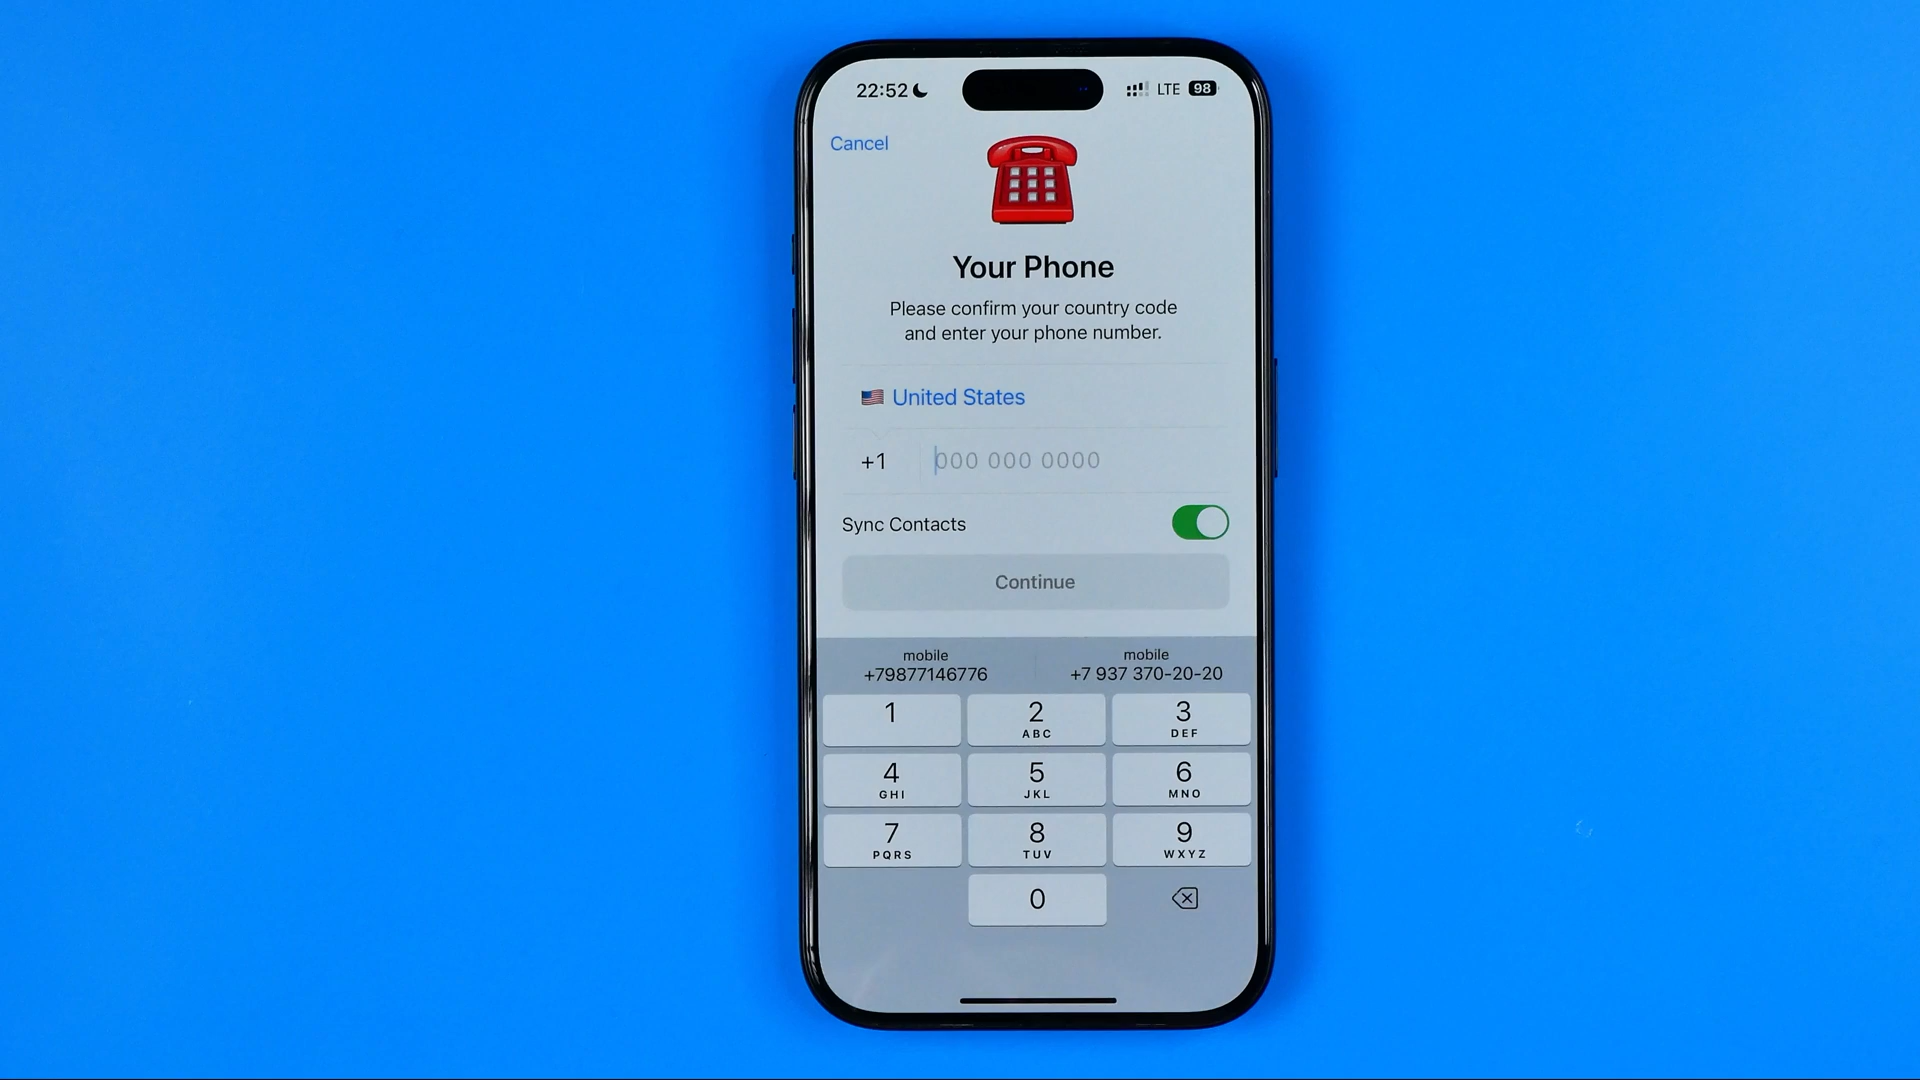 22:52
LTE 98
Cancel
Your Phone
Please confirm your country code
and enter your phone number.
United States
+1 000 000 0000
Sync Contacts
Continue
mobile mobile
+79877146776 +7 937 370-20-20
1 2 3
ABC DEF
4 5 6
GHI JKL MNO
7 8 9
PQRS TUV WXYZ
0